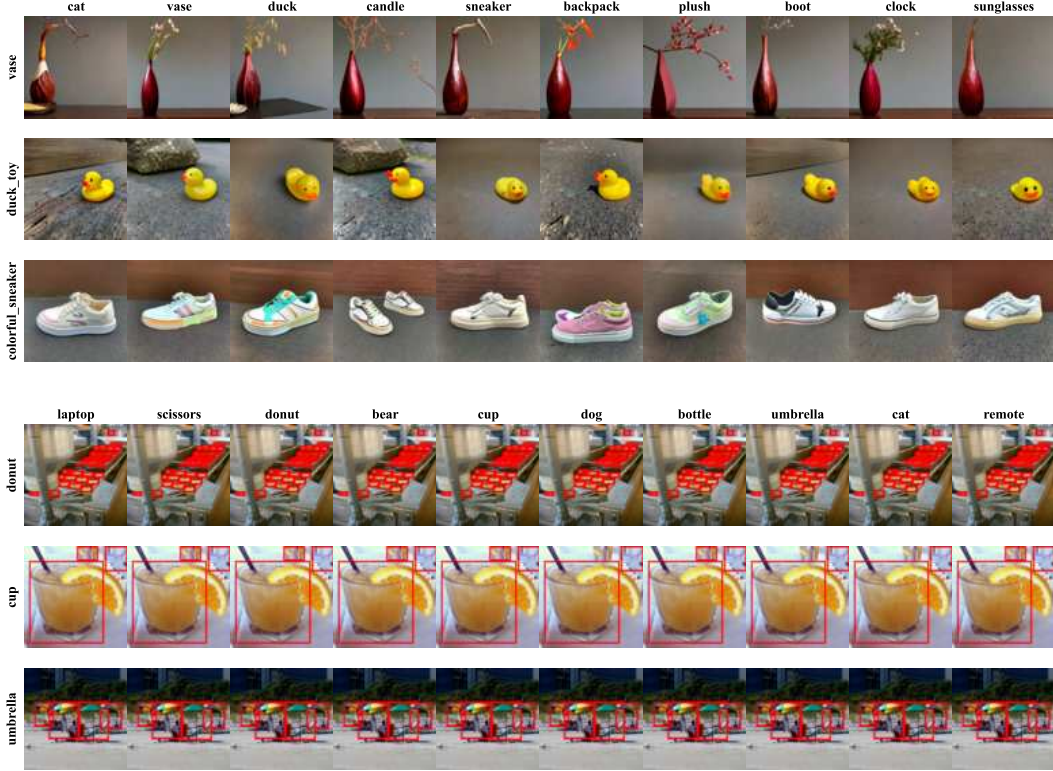 cat vase duck candle sneaker backpack plush boot clock sunglasses
vase
duck_toy
colorful_sneaker
laptop scissors donut bear cup dog bottle umbrella cat remote
donut
cup
umbrella